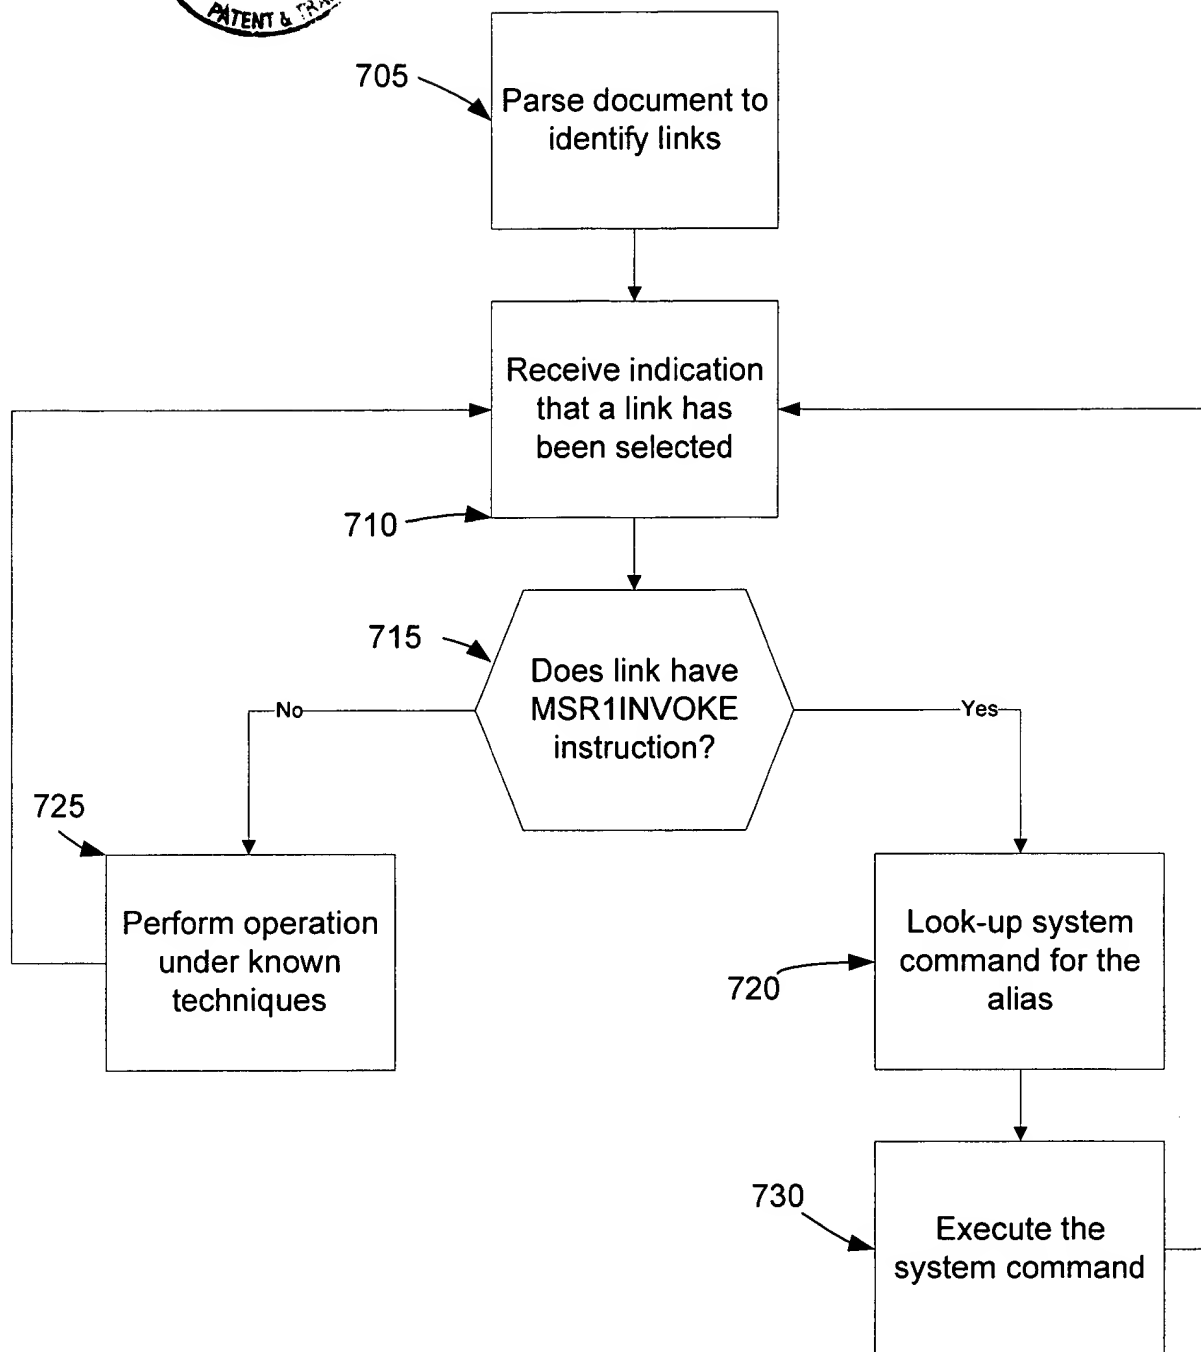 PATENT &
705
Parse document to
identify links
Receive indication
that a link has
been selected
710
715
Does link have
MSR1INVOKE
instruction?
No
Yes
725
Perform operation
under known
techniques
Look-up system
command for the
alias
720
730
Execute the
system command